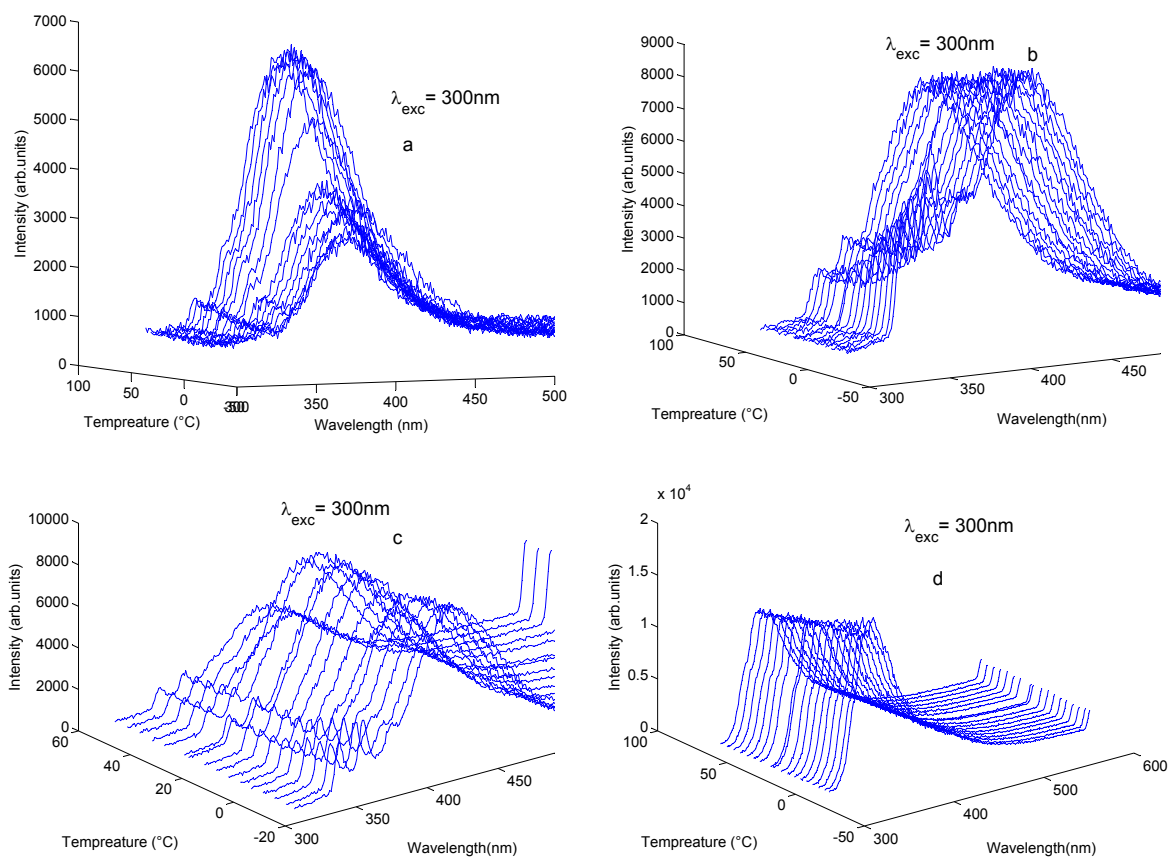 7000
6000
5000
4000
3000
2000
1000
0
Intensity (arb.units)
λexc= 300nm
a
100
50
0
350
400
450
500
Tempreature (°C)
Wavelength (nm)
9000
8000
7000
6000
5000
4000
3000
2000
1000
0
Intensity (arb.units)
λexc= 300nm
b
100
50
0
-50
300
350
400
450
Tempreature (°C)
Wavelength(nm)
10000
8000
6000
4000
2000
0
Intensity (arb.units)
λexc= 300nm
c
60
40
20
0
-20
300
350
400
450
Tempreature (°C)
Wavelength(nm)
x 10⁴
2
1.5
1
0.5
0
Intensity (arb.units)
λexc= 300nm
d
100
50
0
-50
300
400
500
600
Tempreature (°C)
Wavelength(nm)